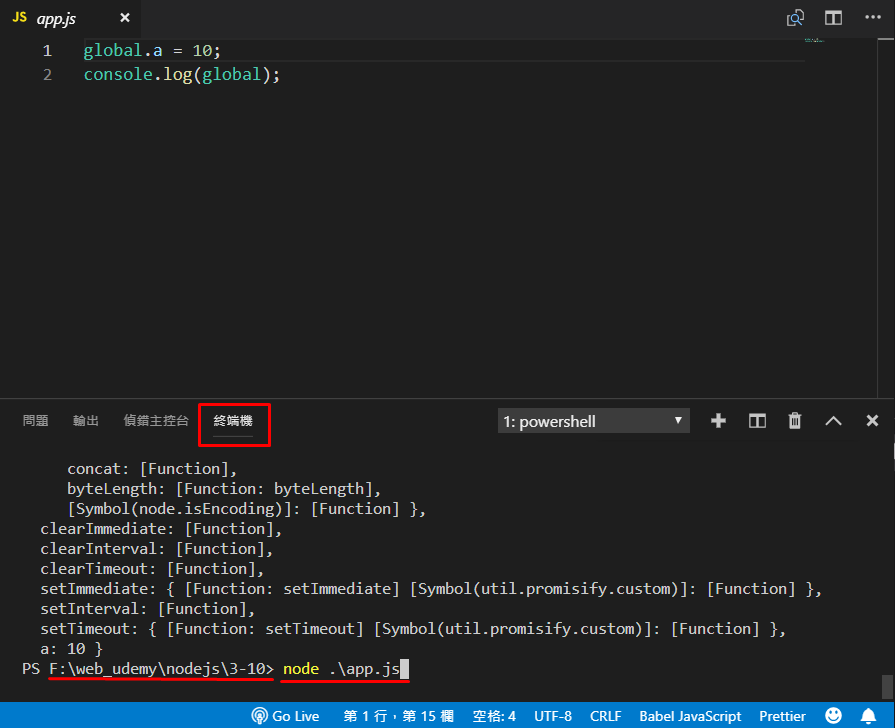 JS app.js ×
1 global.a = 10;
2 console.log(global);
問題 輸出 偵錯主控台 終端機 1: powershell
concat: [Function],
byteLength: [Function: byteLength],
[Symbol(node.isEncoding)]: [Function] },
clearImmediate: [Function],
clearInterval: [Function],
clearTimeout: [Function],
setImmediate: { [Function: setImmediate] [Symbol(util.promisify.custom)]: [Function] },
setInterval: [Function],
setTimeout: { [Function: setTimeout] [Symbol(util.promisify.custom)]: [Function] },
a: 10 }
PS F:\web_udemy\nodejs\3-10> node .\app.js
Go Live 第 1 行，第 15 欄 空格: 4 UTF-8 CRLF Babel JavaScript Prettier